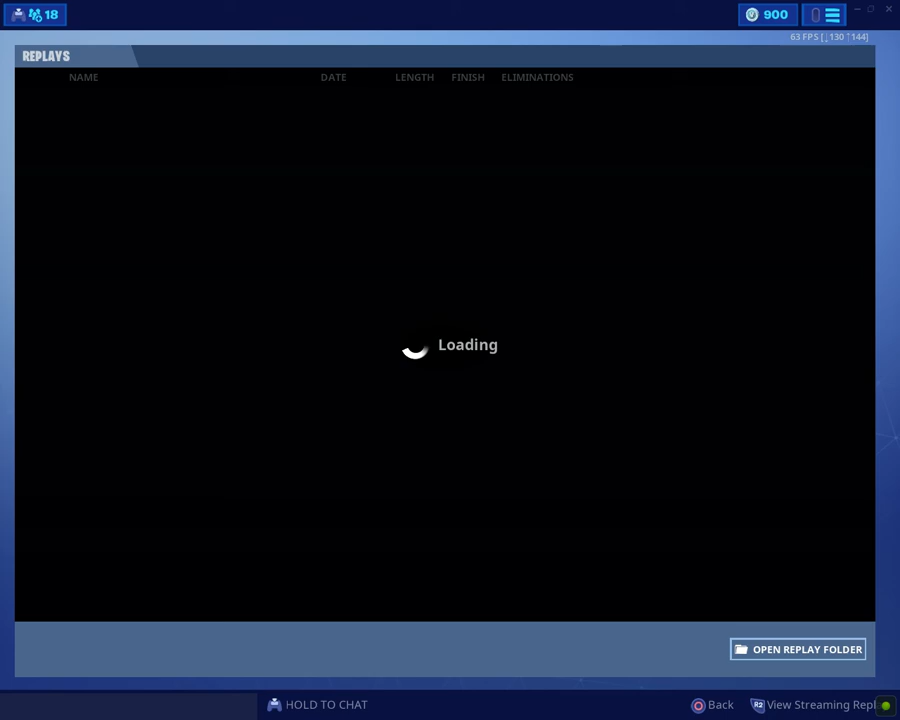 18
900
63 FPS [↓130 ↑144]
REPLAYS
NAME DATE LENGTH FINISH ELIMINATIONS
Loading
OPEN REPLAY FOLDER
HOLD TO CHAT
Back
R2 View Streaming Repl